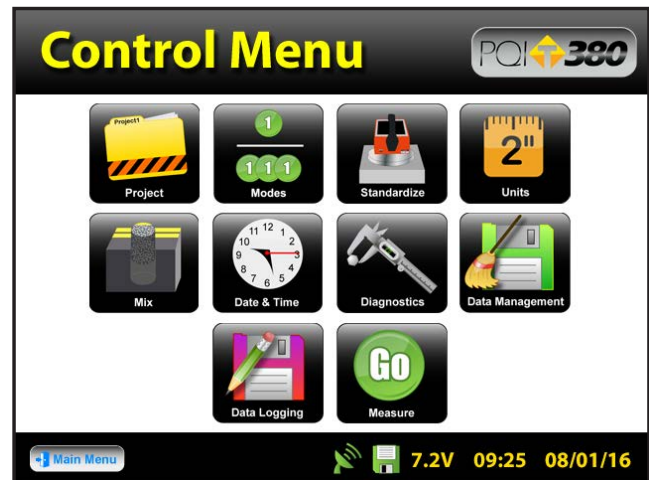 Control Menu
PQI T 380
Project1
1
1 1 1
2"
Project
Modes
Standardize
Units
11 12 1
10 2
9 3
8 4
7 6 5
Mix
Date & Time
Diagnostics
Data Management
Go
Data Logging
Measure
Main Menu
7.2V 09:25 08/01/16